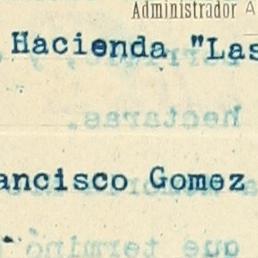 Administrador A
Hacienda "Las
ancisco Gomez